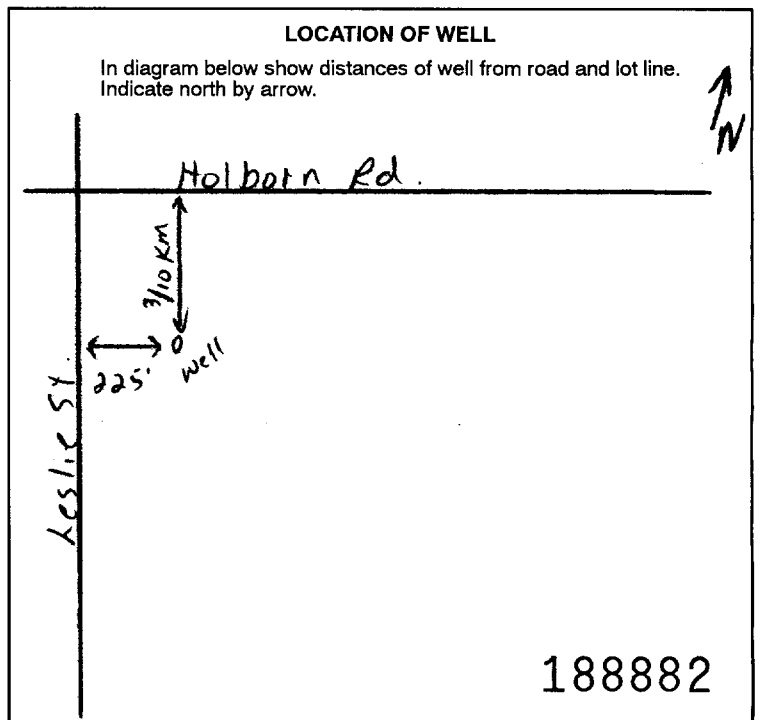 LOCATION OF WELL
In diagram below show distances of well from road and lot line.
Indicate north by arrow.
N
Holborn Rd.
3/10 Km
225'
well
Leslie St.
188882